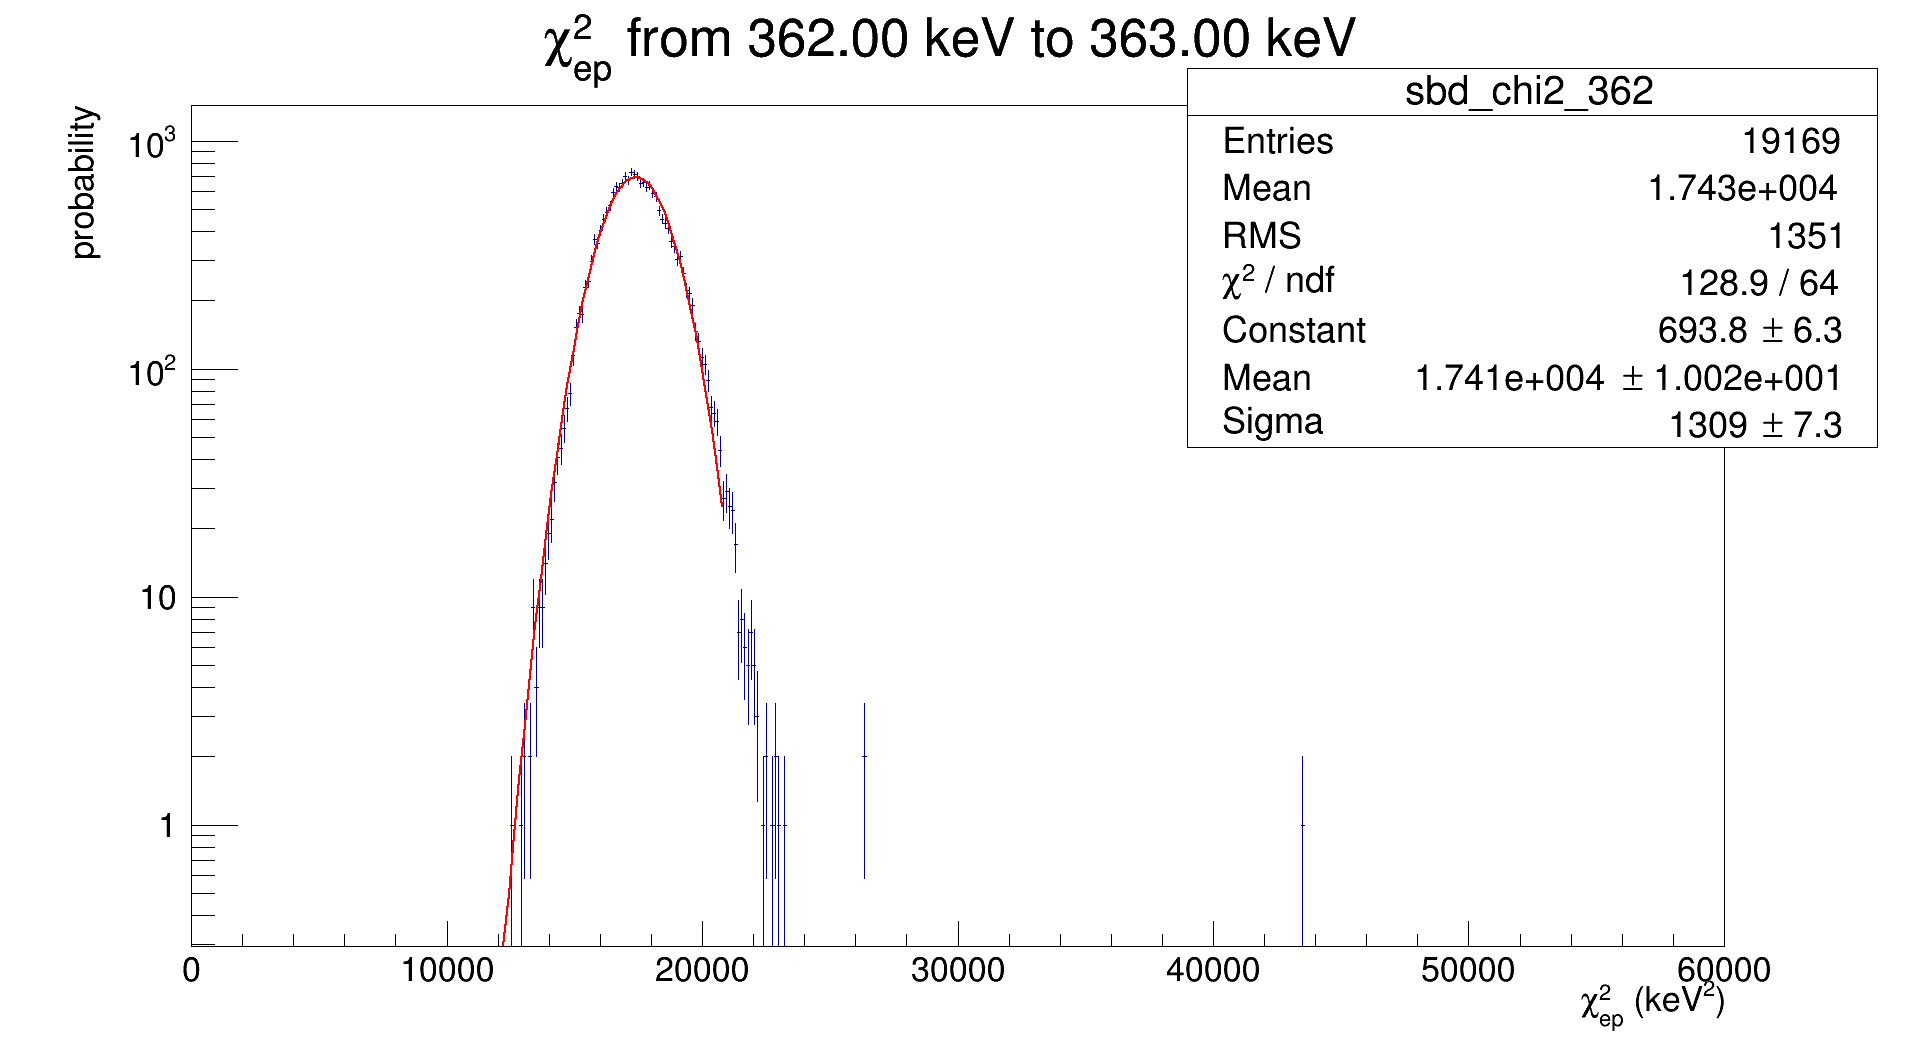 χ²ep from 362.00 keV to 363.00 keV
sbd_chi2_362
Entries 19169
Mean 1.743e+004
RMS 1351
χ² / ndf 128.9 / 64
Constant 693.8 ± 6.3
Mean 1.741e+004 ± 1.002e+001
Sigma 1309 ± 7.3
probability
10³
10²
10
1
0 10000 20000 30000 40000 50000 60000
χ²ep (keV²)